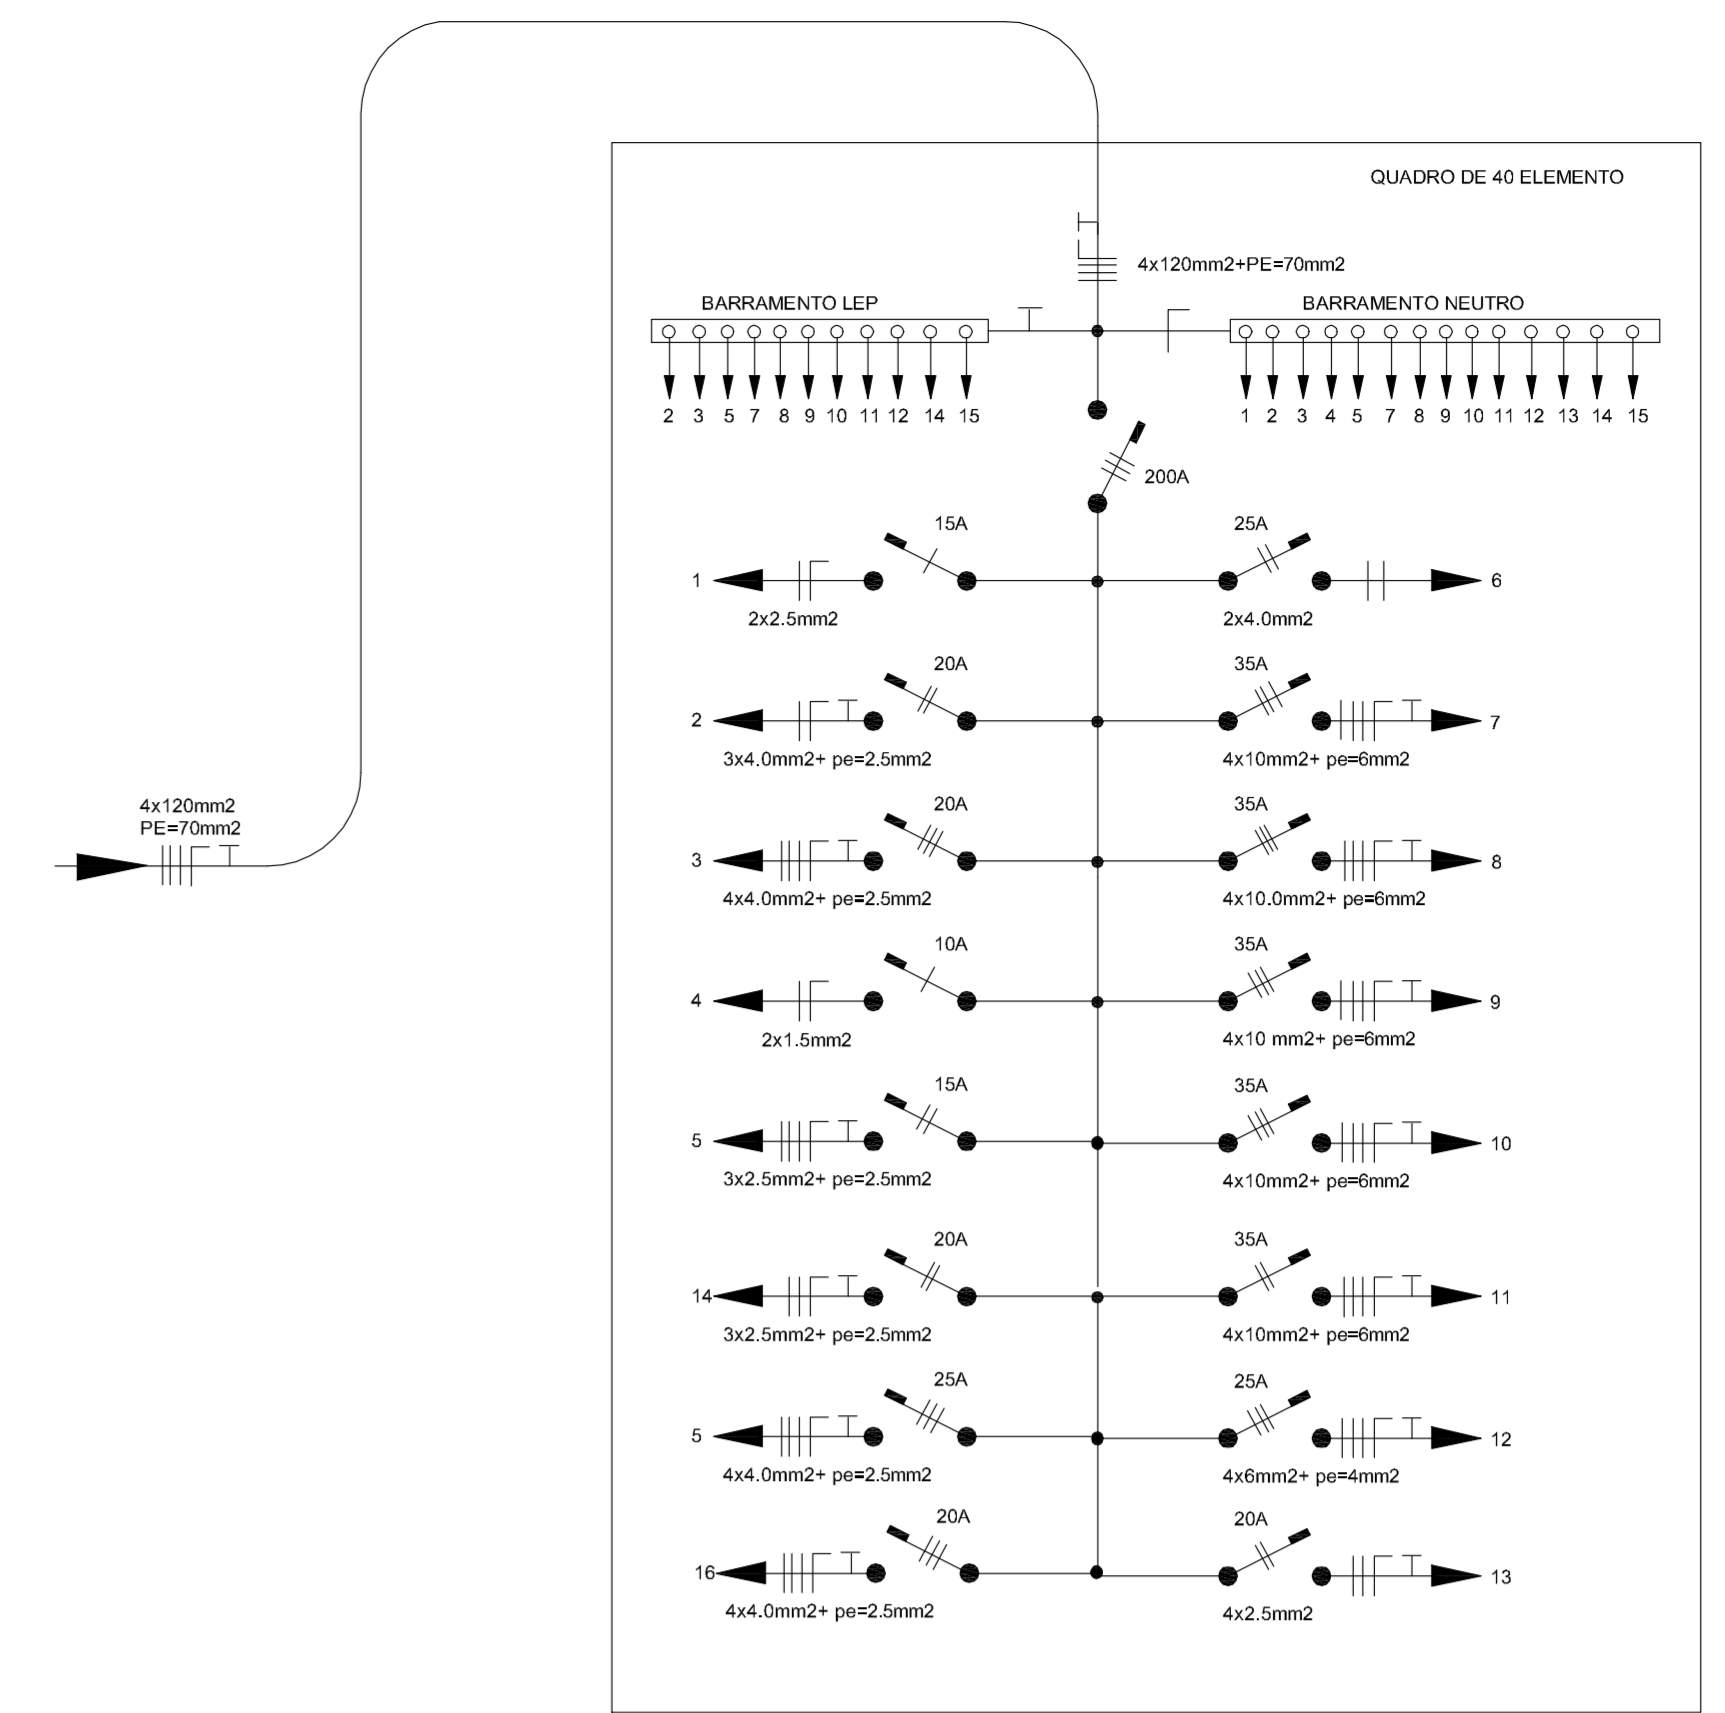 QUADRO DE 40 ELEMENTO
4x120mm2+PE=70mm2
BARRAMENTO LEP
BARRAMENTO NEUTRO
2 3 5 7 8 9 10 11 12 14 15
1 2 3 4 5 7 8 9 10 11 12 13 14 15
200A
15A
25A
1
6
2x2.5mm2
2x4.0mm2
20A
35A
2
7
3x4.0mm2+ pe=2.5mm2
4x10mm2+ pe=6mm2
4x120mm2
PE=70mm2
20A
35A
3
8
4x4.0mm2+ pe=2.5mm2
4x10.0mm2+ pe=6mm2
10A
35A
4
9
2x1.5mm2
4x10 mm2+ pe=6mm2
15A
35A
5
10
3x2.5mm2+ pe=2.5mm2
4x10mm2+ pe=6mm2
20A
35A
14
11
3x2.5mm2+ pe=2.5mm2
4x10mm2+ pe=6mm2
25A
25A
5
12
4x4.0mm2+ pe=2.5mm2
4x6mm2+ pe=4mm2
20A
20A
16
13
4x4.0mm2+ pe=2.5mm2
4x2.5mm2